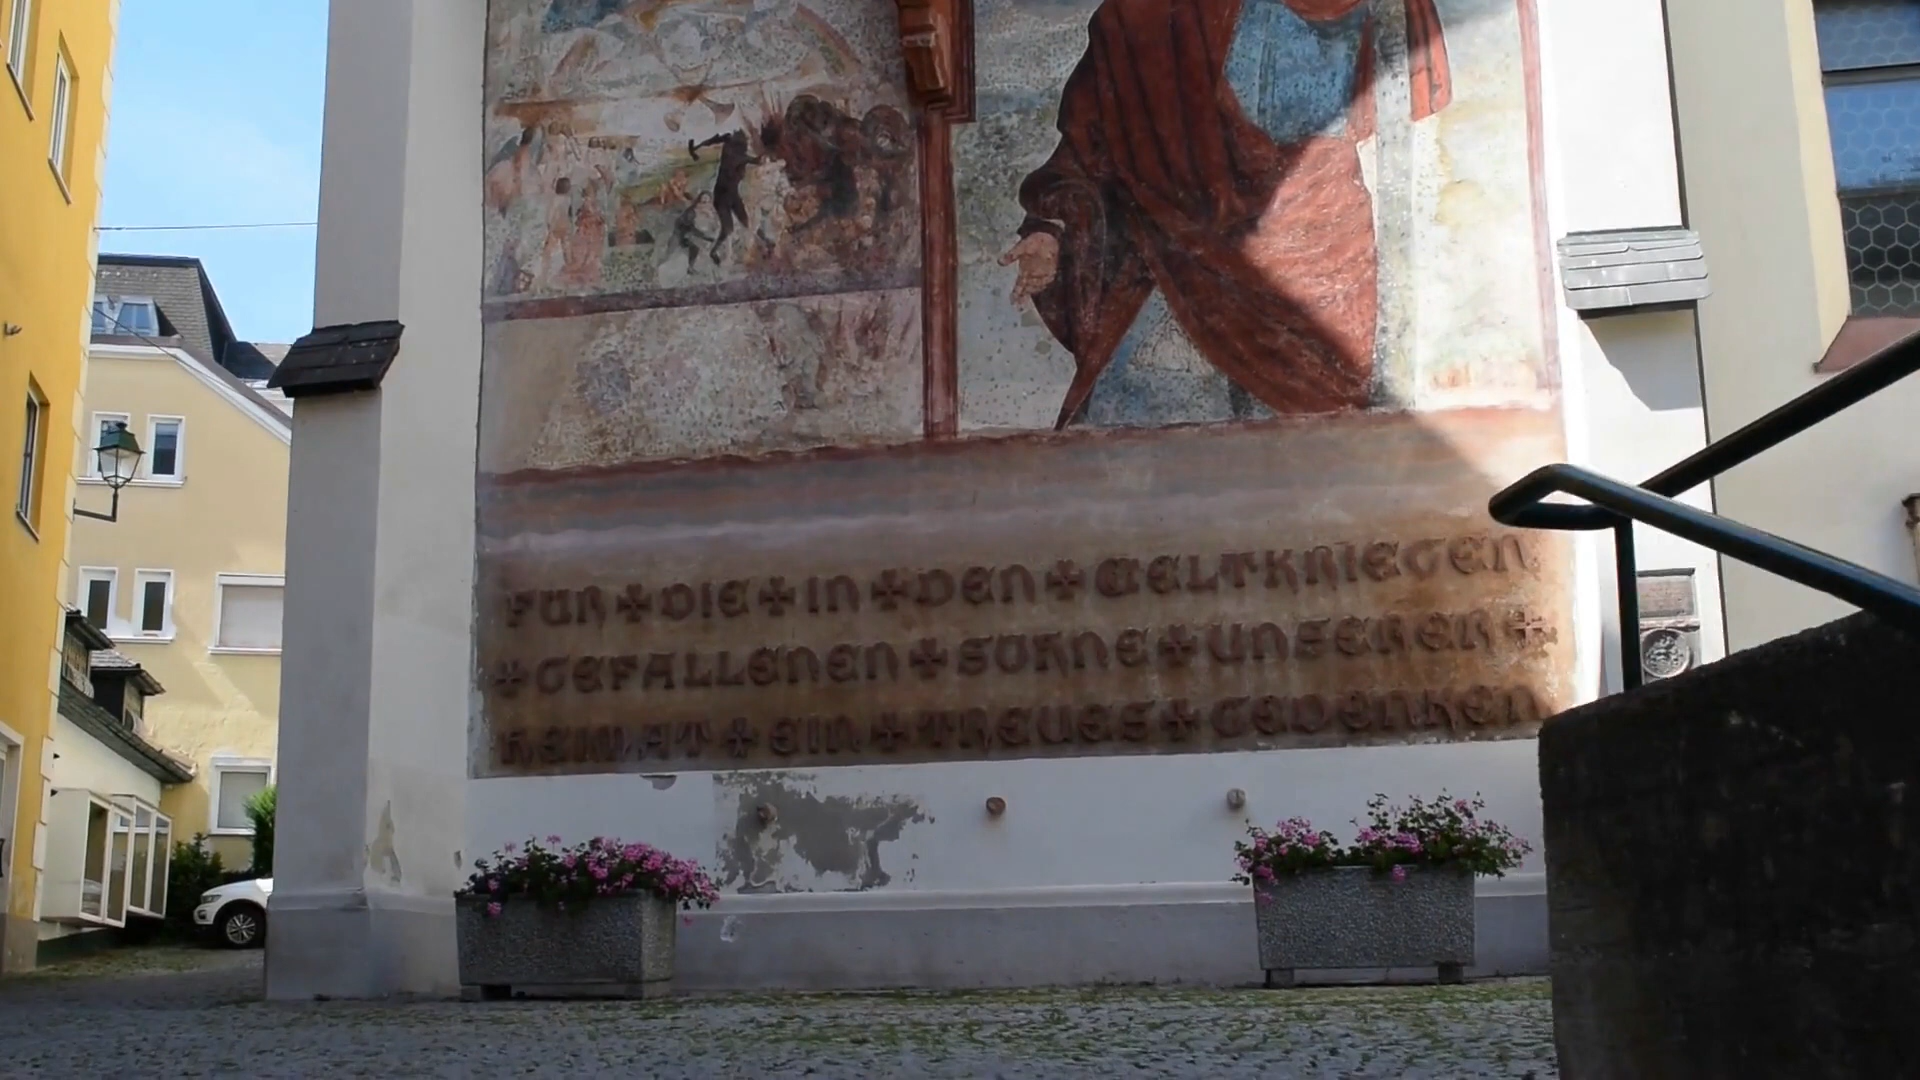 FÜR ✤ DIE ✤ IN ✤ DEN ✤ WELTKRIEGEN
✤ GEFALLENEN ✤ SÖHNE ✤ UNSERER ✤
HEIMAT ✤ EIN ✤ TREUES ✤ GEDENKEN